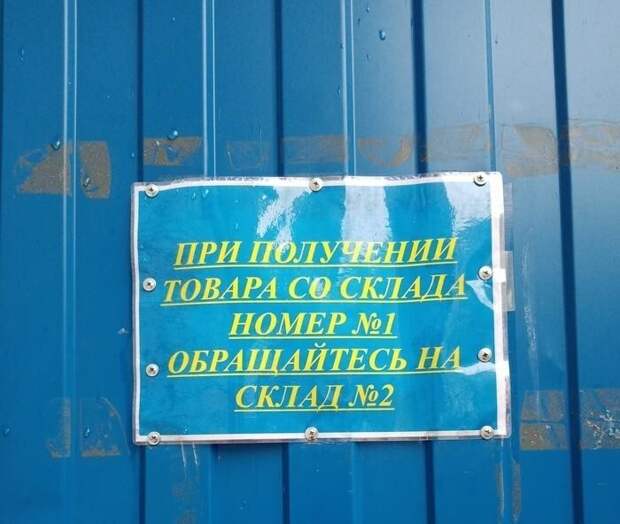 ПРИ ПОЛУЧЕНИИ
ТОВАРА СО СКЛАДА
НОМЕР №1
ОБРАЩАЙТЕСЬ НА
СКЛАД №2